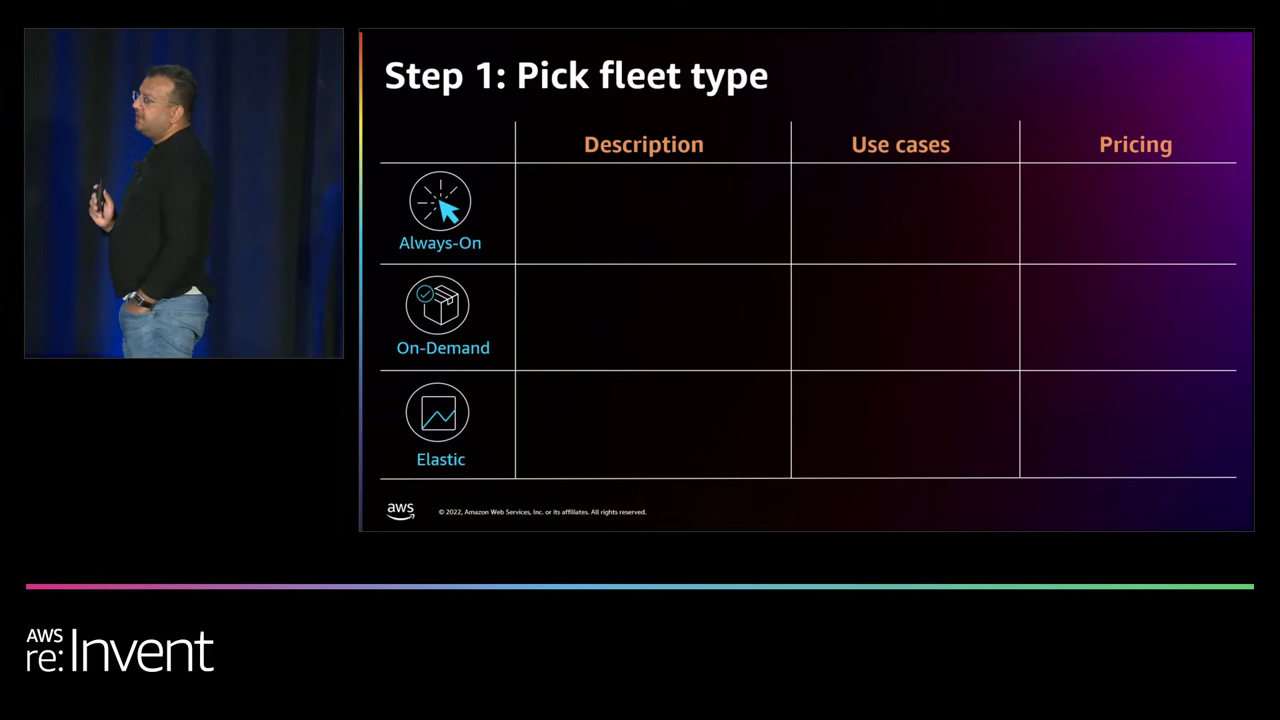 Step 1: Pick fleet type
Description
Use cases
Pricing
Always-On
On-Demand
Elastic
aws
© 2022, Amazon Web Services, Inc. or its affiliates. All rights reserved.
AWS
re:Invent